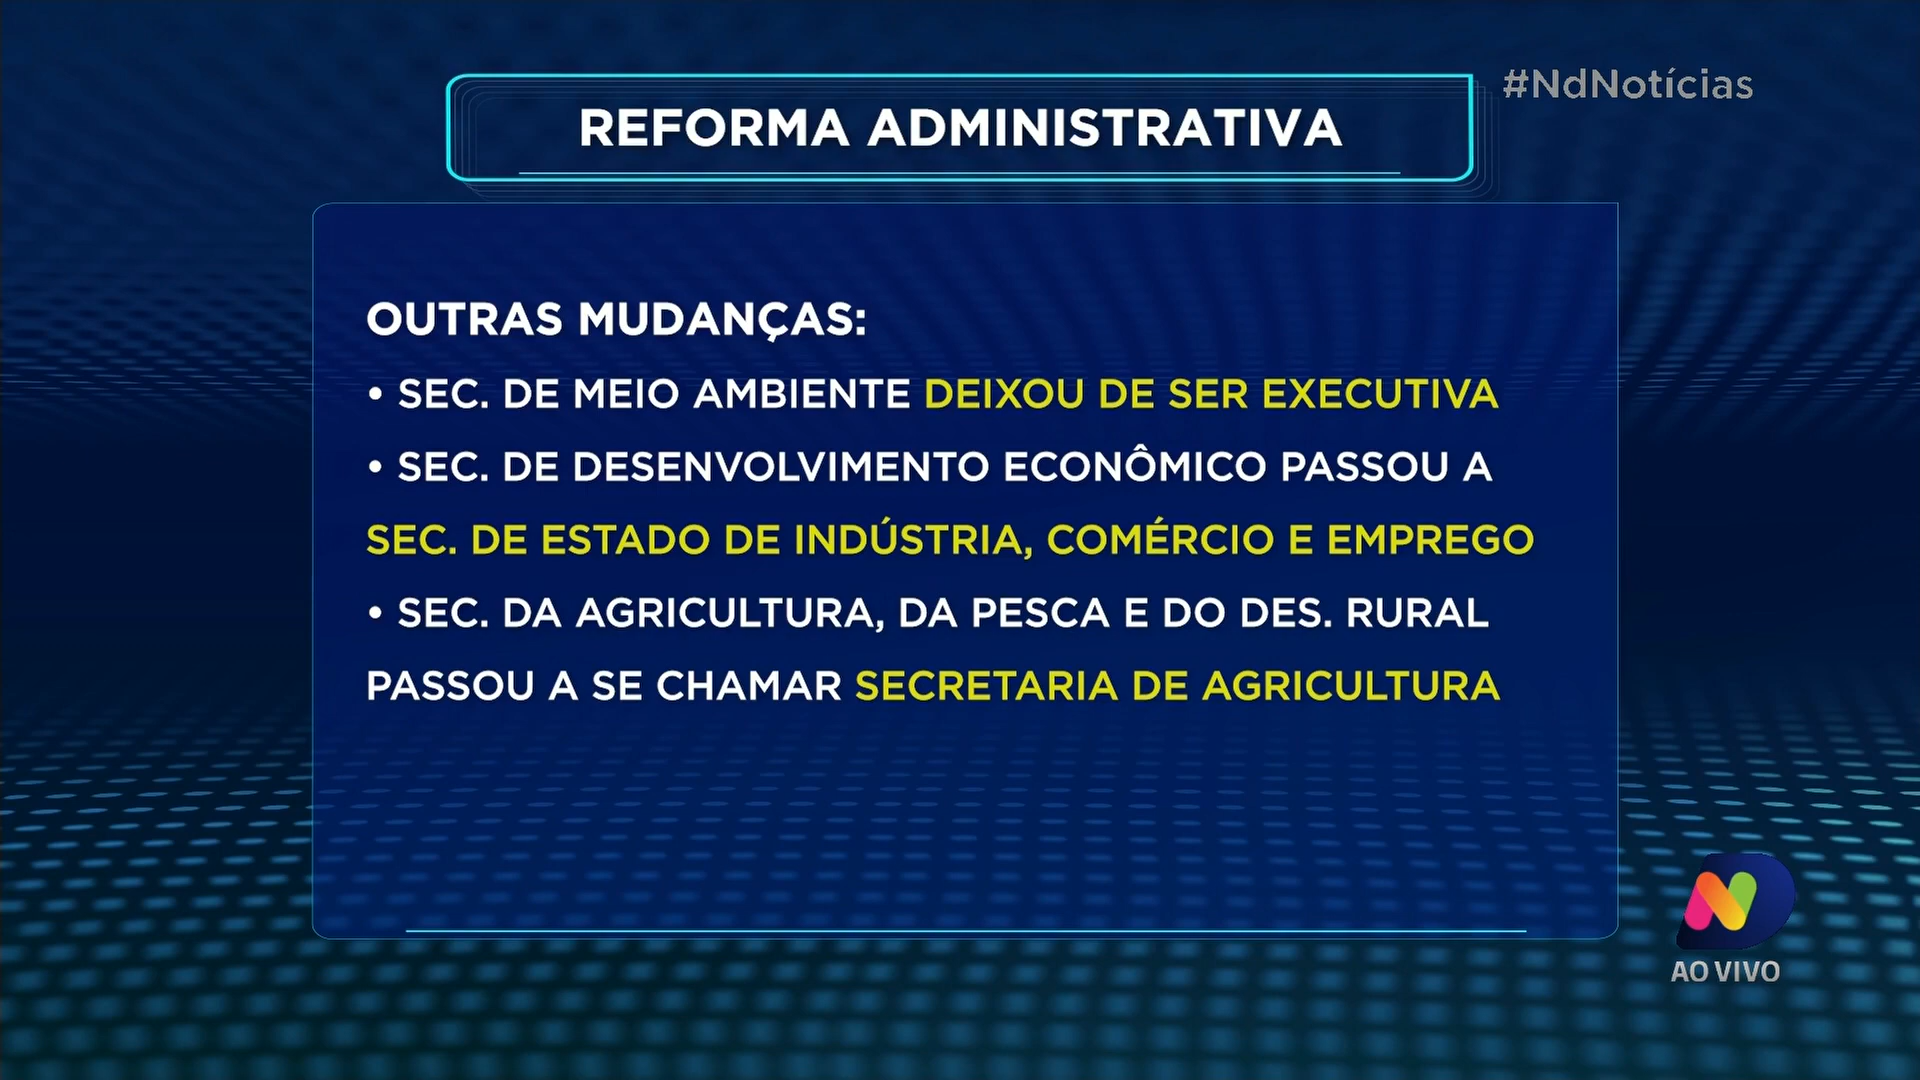 #NdNotícias
REFORMA ADMINISTRATIVA
OUTRAS MUDANÇAS:
• SEC. DE MEIO AMBIENTE DEIXOU DE SER EXECUTIVA
• SEC. DE DESENVOLVIMENTO ECONÔMICO PASSOU A
SEC. DE ESTADO DE INDÚSTRIA, COMÉRCIO E EMPREGO
• SEC. DA AGRICULTURA, DA PESCA E DO DES. RURAL
PASSOU A SE CHAMAR SECRETARIA DE AGRICULTURA
ND
AO VIVO